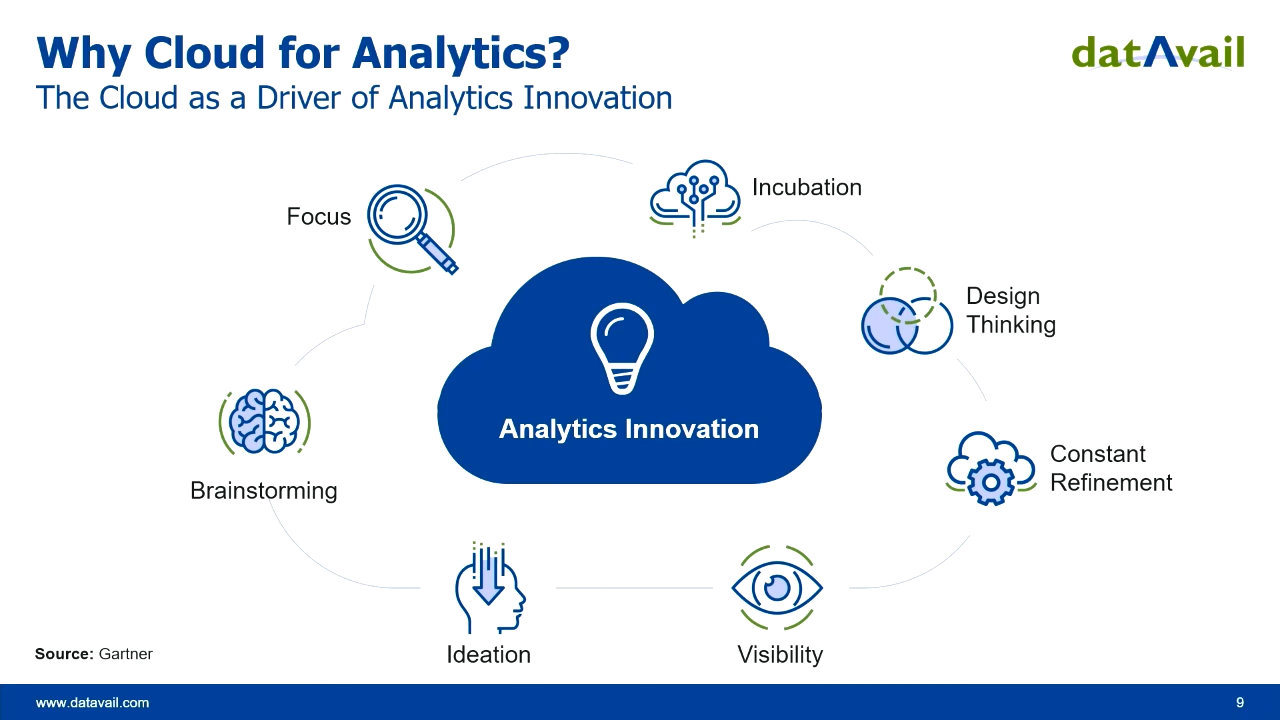 Why Cloud for Analytics?
The Cloud as a Driver of Analytics Innovation
datAvail
Focus
Incubation
Design
Thinking
Analytics Innovation
Constant
Refinement
Brainstorming
Ideation
Visibility
Source: Gartner
www.datavail.com
9